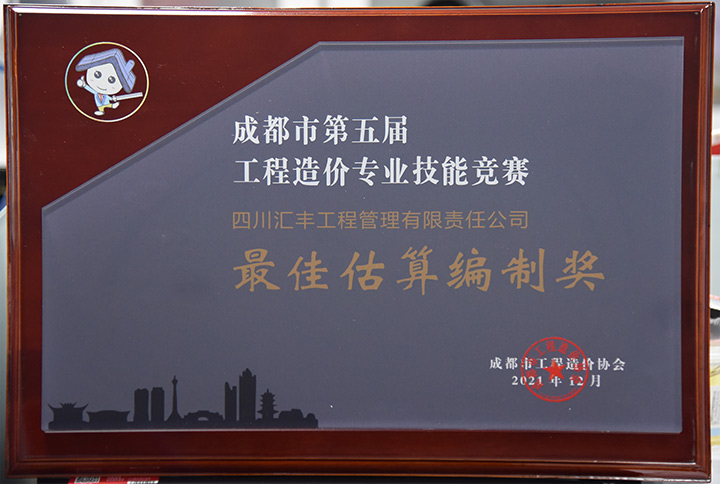 成都市第五届
工程造价专业技能竞赛
四川汇丰工程管理有限责任公司
最佳估算编制奖
成都市工程造价协会
2021年12月